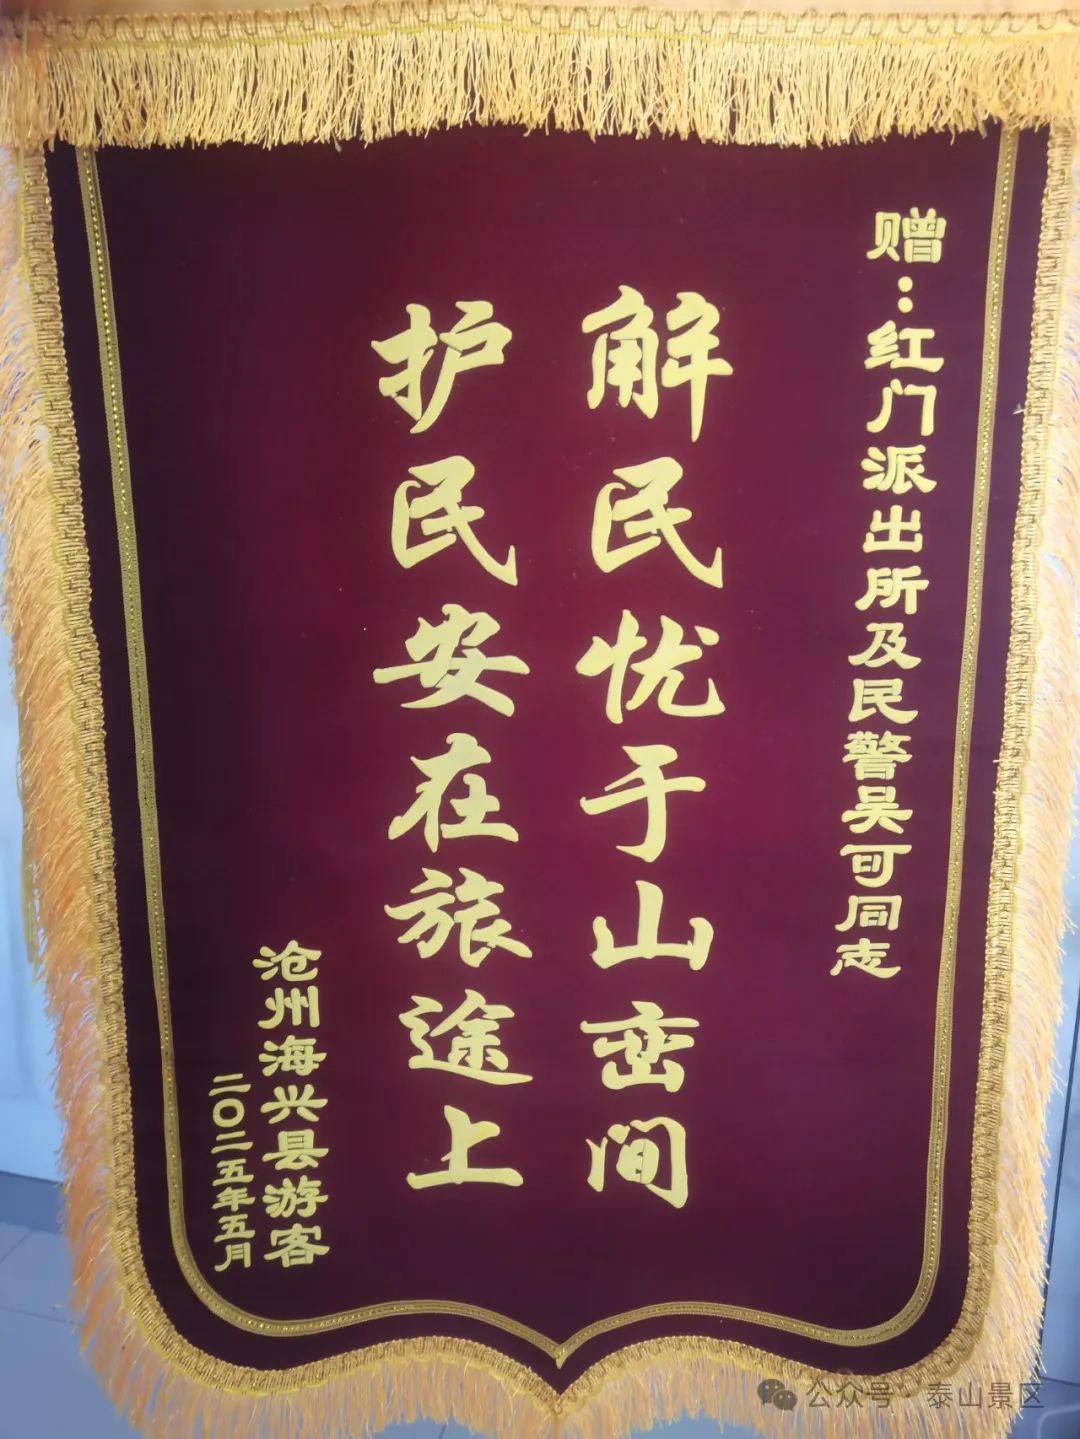 赠：红门派出所及民警吴可同志
解民忧于山峦间
护民安在旅途上
沧州海兴县游客
二〇二五年五月
公众号·泰山景区